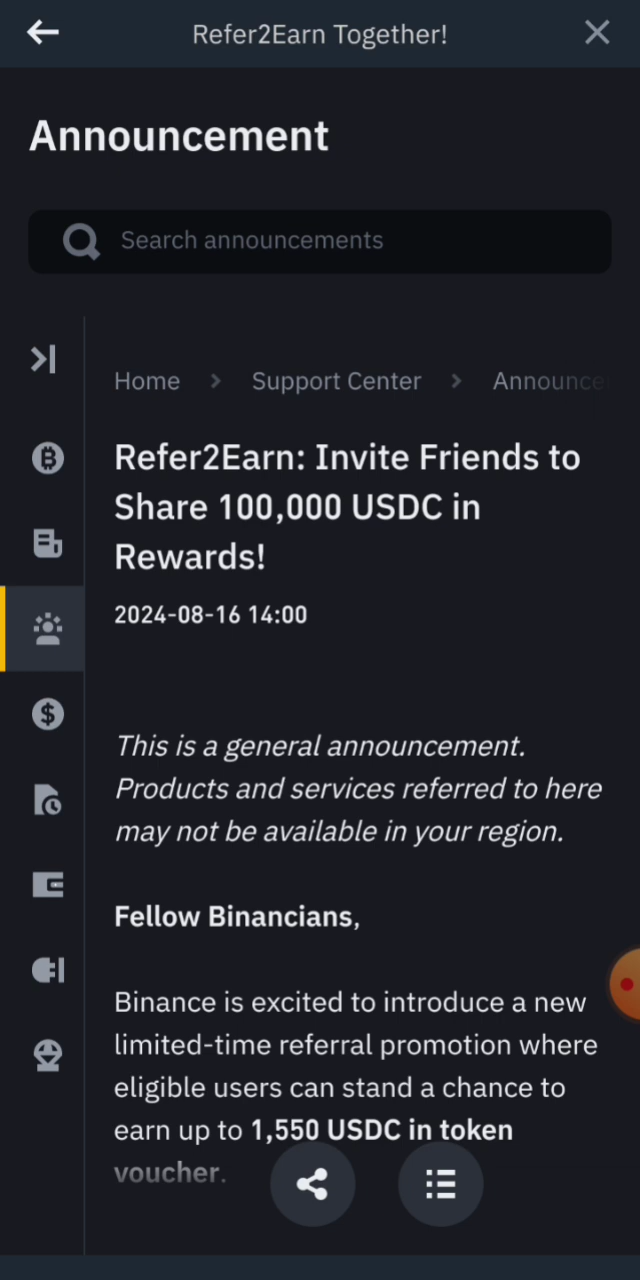 Refer2Earn Together!
Announcement
Search announcements
Home > Support Center > Announce
Refer2Earn: Invite Friends to
Share 100,000 USDC in
Rewards!
2024-08-16 14:00
This is a general announcement.
Products and services referred to here
may not be available in your region.
Fellow Binancians,
Binance is excited to introduce a new
limited-time referral promotion where
eligible users can stand a chance to
earn up to 1,550 USDC in token
voucher.